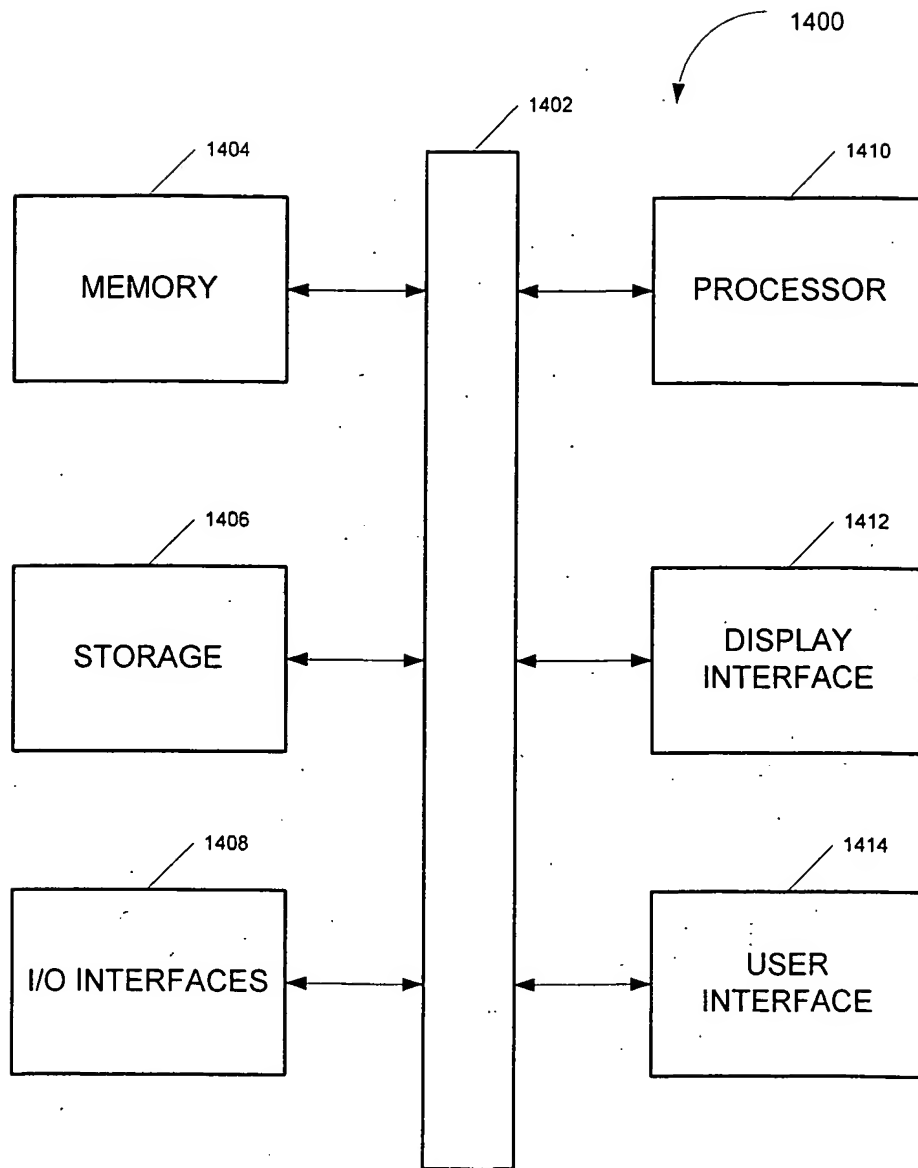 1400
1402
1404
1410
MEMORY
PROCESSOR
1406
1412
STORAGE
DISPLAY
INTERFACE
1408
1414
I/O INTERFACES
USER
INTERFACE